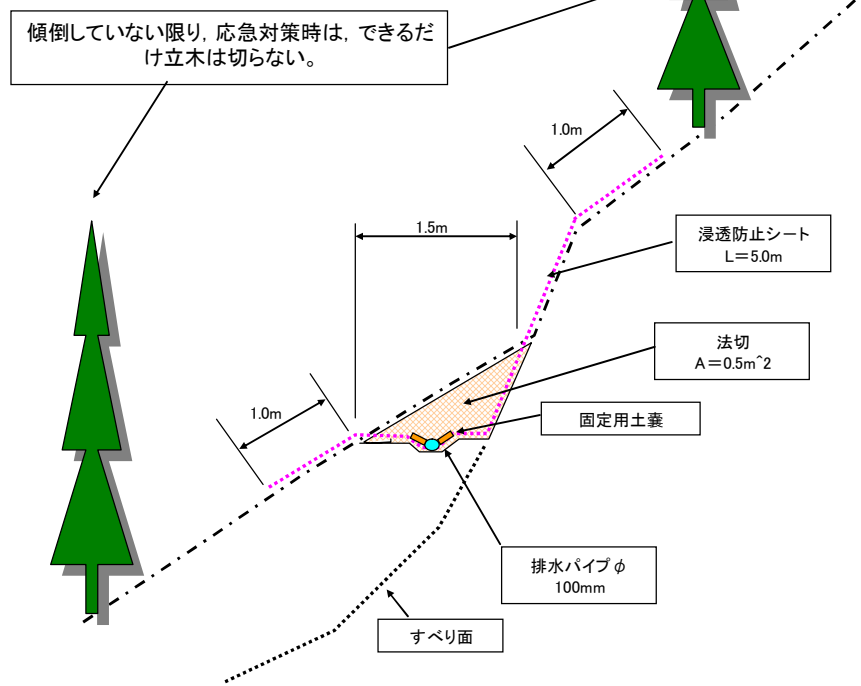 傾倒していない限り, 応急対策時は, できるだ
け立木は切らない。
1.0m
1.5m
浸透防止シート
L=5.0m
法切
A=0.5m^2
1.0m
固定用土嚢
排水パイプφ
100mm
すべり面